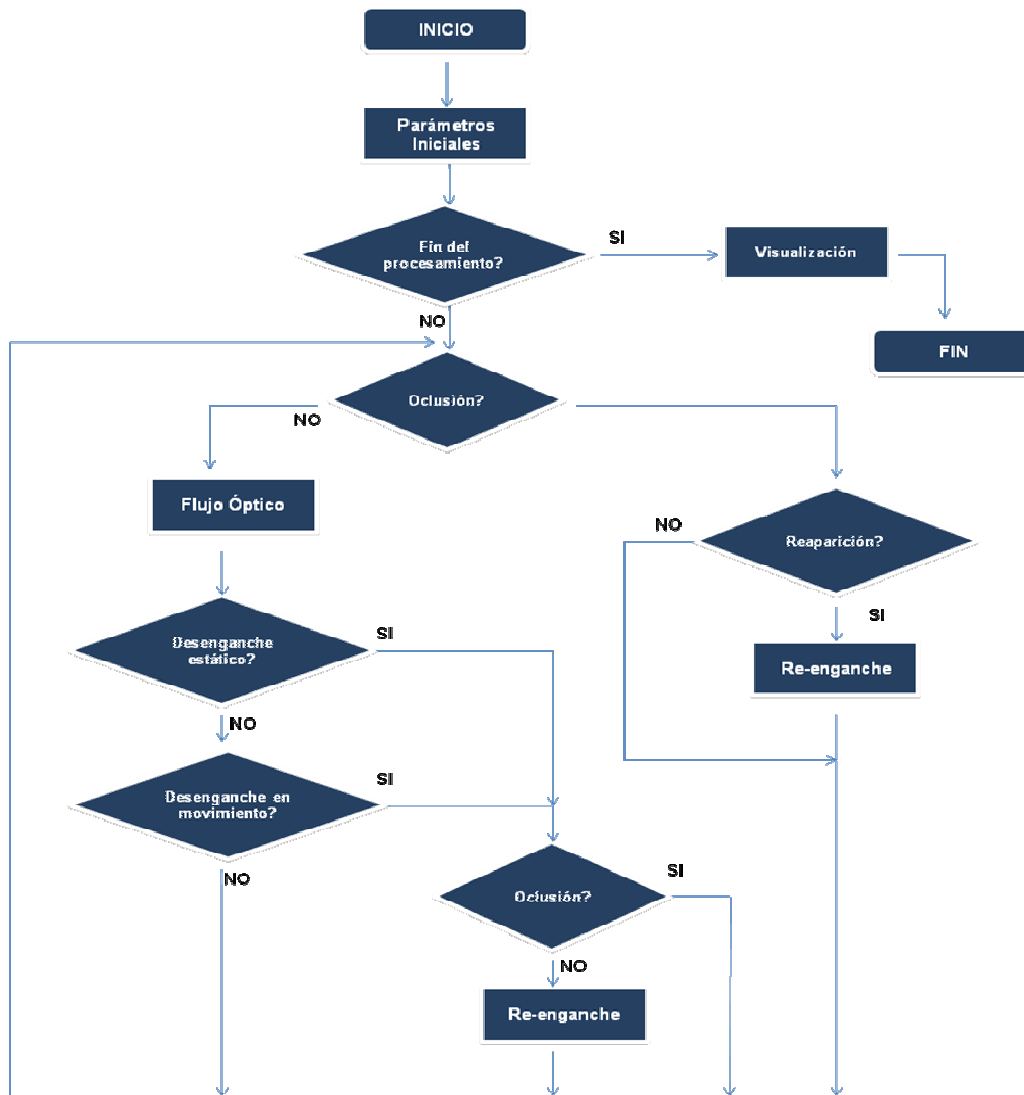 INICIO
Parámetros
Iniciales
Fin del
procesamiento?
SI
Visualización
NO
FIN
Oclusión?
NO
Flujo Óptico
NO
Reaparición?
SI
Desenganche
estático?
SI
Re-enganche
NO
Desenganche en
movimiento?
SI
NO
Oclusión?
SI
NO
Re-enganche